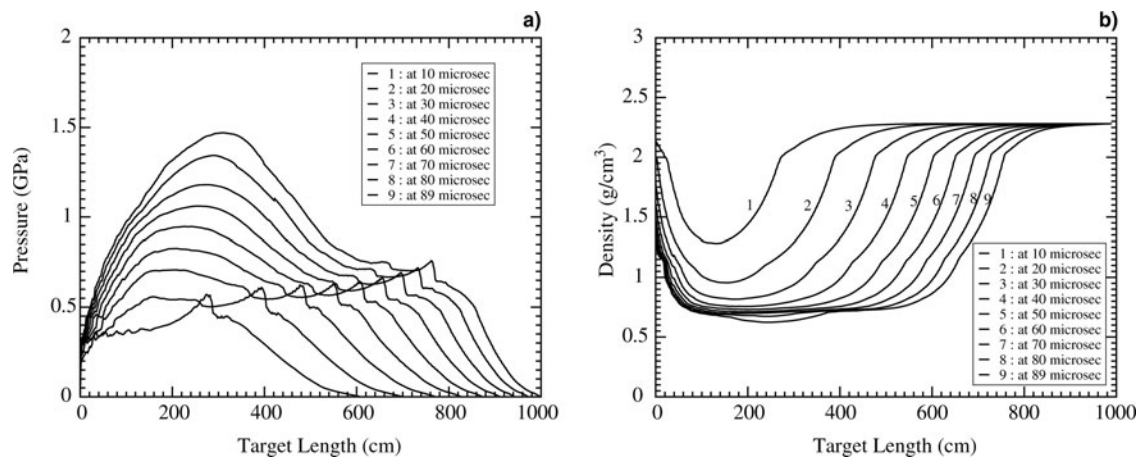 a)
2
1.5
1
0.5
0
Pressure (GPa)
1 : at 10 microsec
2 : at 20 microsec
3 : at 30 microsec
4 : at 40 microsec
5 : at 50 microsec
6 : at 60 microsec
7 : at 70 microsec
8 : at 80 microsec
9 : at 89 microsec
0 200 400 600 800 1000
Target Length (cm)
b)
3
2.5
2
1.5
1
0.5
0
Density (g/cm³)
1 2 3 4 5 6 7 8 9
1 : at 10 microsec
2 : at 20 microsec
3 : at 30 microsec
4 : at 40 microsec
5 : at 50 microsec
6 : at 60 microsec
7 : at 70 microsec
8 : at 80 microsec
9 : at 89 microsec
0 200 400 600 800 1000
Target Length (cm)